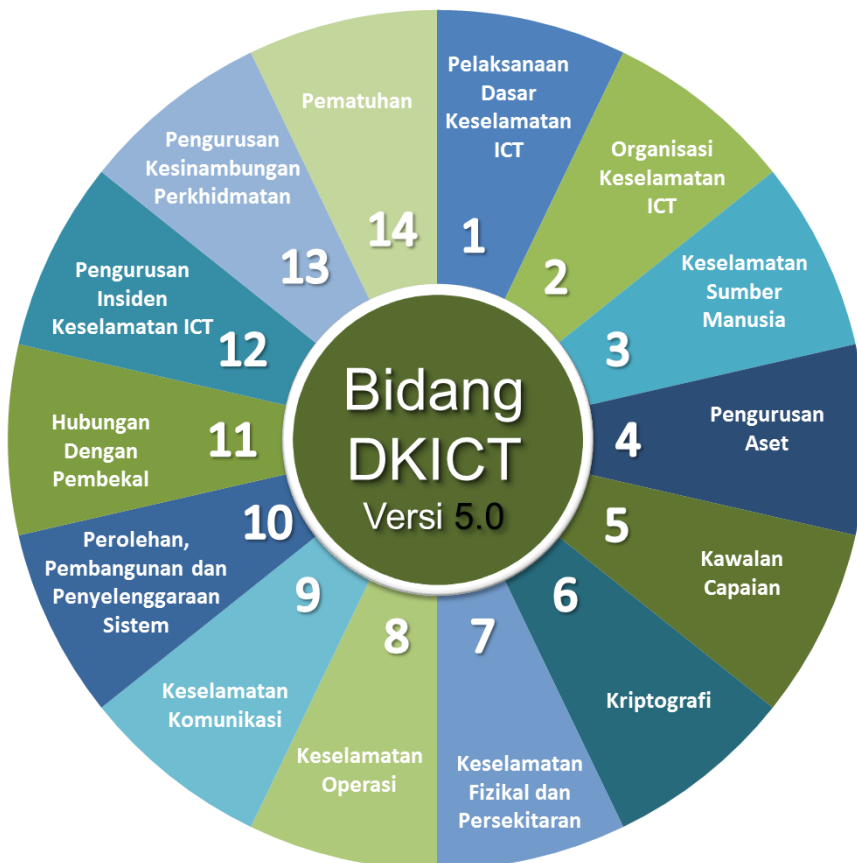 Bidang
DKICT
Versi 5.0
Pelaksanaan
Dasar
Keselamatan
ICT
1
Organisasi
Keselamatan
ICT
2
Keselamatan
Sumber
Manusia
3
Pengurusan
Aset
4
Kawalan
Capaian
5
Kriptografi
6
Keselamatan
Fizikal dan
Persekitaran
7
Keselamatan
Operasi
8
Keselamatan
Komunikasi
9
Perolehan,
Pembangunan dan
Penyelenggaraan
Sistem
10
Hubungan
Dengan
Pembekal
11
Pengurusan
Insiden
Keselamatan ICT
12
Pengurusan
Kesinambungan
Perkhidmatan
13
Pematuhan
14